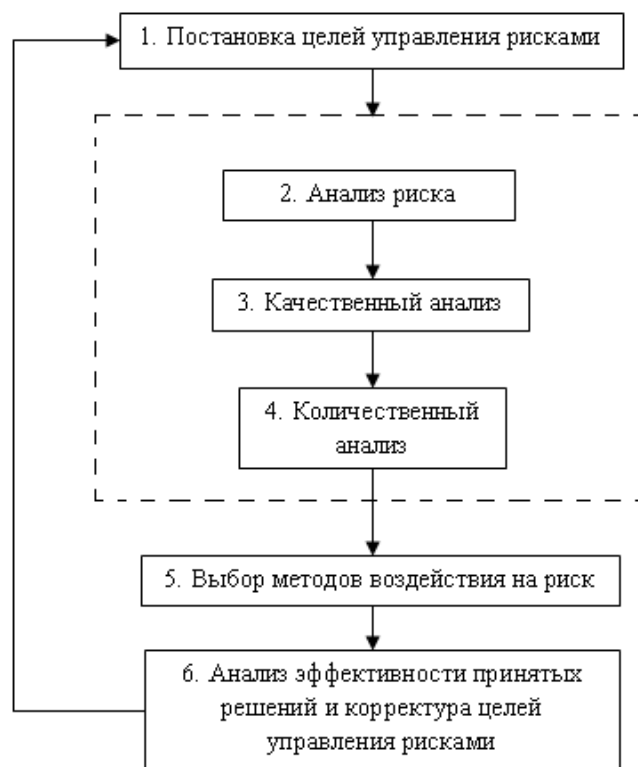 1. Постановка целей управления рисками
2. Анализ риска
3. Качественный анализ
4. Количественный
анализ
5. Выбор методов воздействия на риск
6. Анализ эффективности принятых
решений и корректура целей
управления рисками